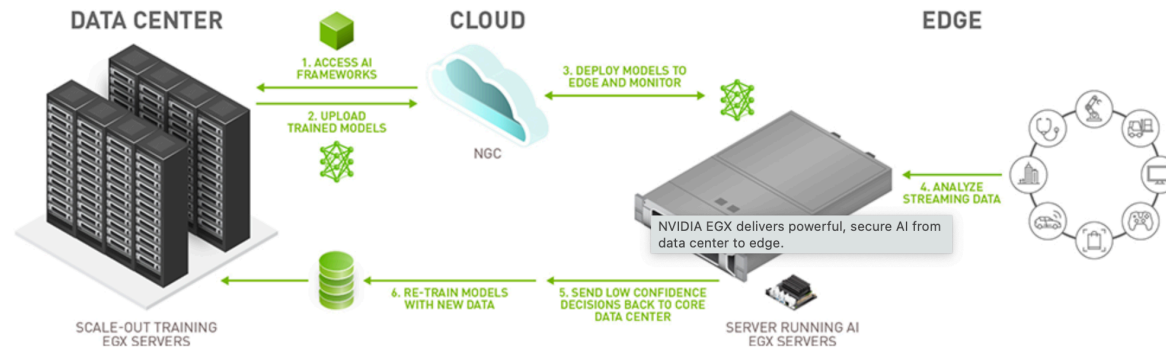 DATA CENTER
CLOUD
EDGE
1. ACCESS AI
FRAMEWORKS
2. UPLOAD
TRAINED MODELS
NGC
3. DEPLOY MODELS TO
EDGE AND MONITOR
4. ANALYZE
STREAMING DATA
NVIDIA EGX delivers powerful, secure AI from
data center to edge.
5. SEND LOW CONFIDENCE
DECISIONS BACK TO CORE
DATA CENTER
6. RE-TRAIN MODELS
WITH NEW DATA
SCALE-OUT TRAINING
EGX SERVERS
SERVER RUNNING AI
EGX SERVERS